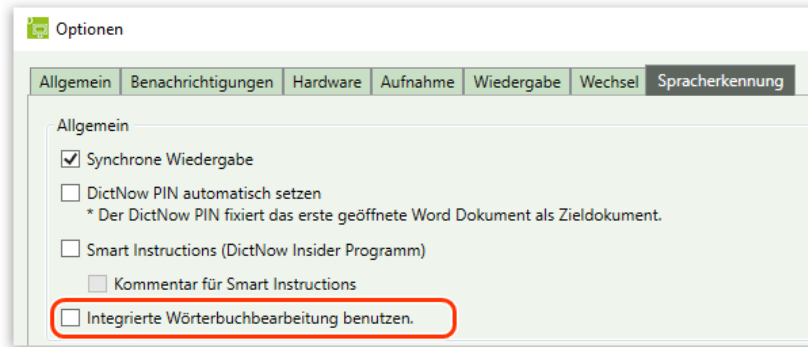 Optionen
Allgemein Benachrichtigungen Hardware Aufnahme Wiedergabe Wechsel Spracherkennung
Allgemein
Synchrone Wiedergabe
DictNow PIN automatisch setzen
* Der DictNow PIN fixiert das erste geöffnete Word Dokument als Zieldokument.
Smart Instructions (DictNow Insider Programm)
Kommentar für Smart Instructions
Integrierte Wörterbuchbearbeitung benutzen.